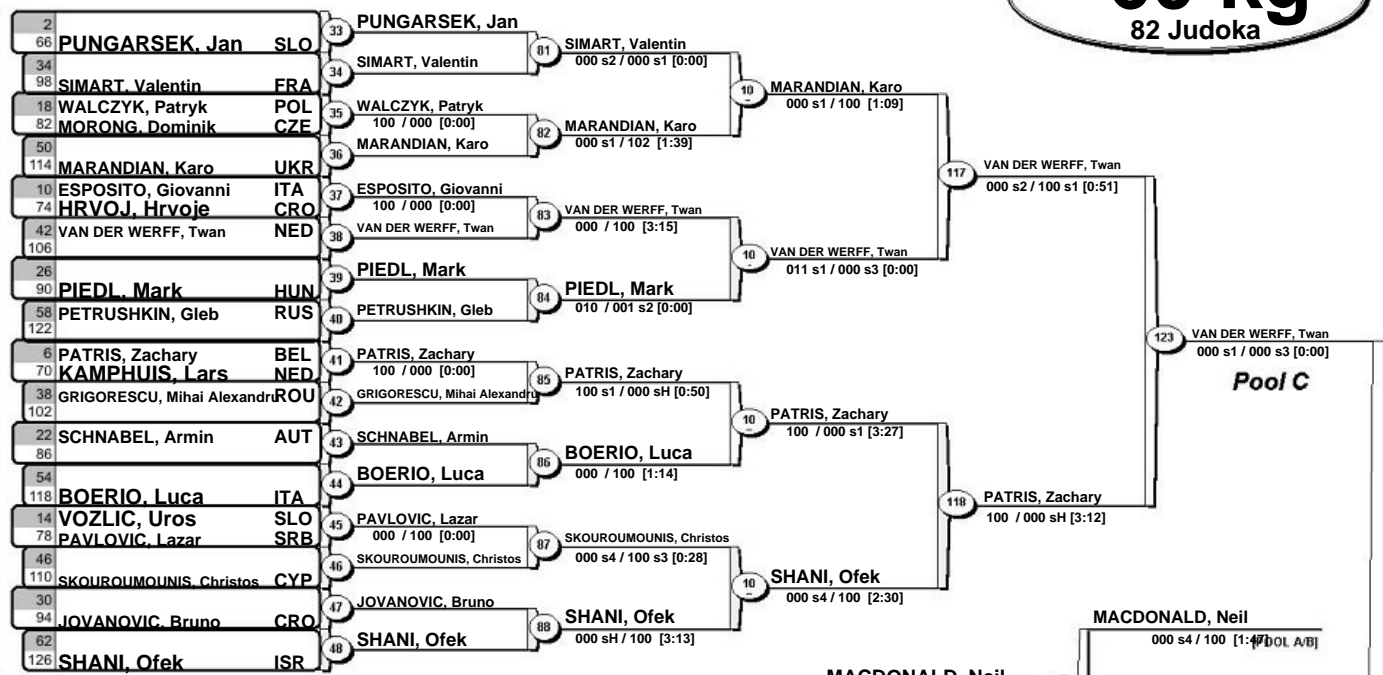 82 Judoka
2
66 PUNGARSEK, Jan SLO
34
98 SIMART, Valentin FRA
18 WALCZYK, Patryk POL
82 MORONG, Dominik CZE
50
114 MARANDIAN, Karo UKR
10 ESPOSITO, Giovanni ITA
74 HRVOJ, Hrvoje CRO
42 VAN DER WERFF, Twan NED
106
26
90 PIEDL, Mark HUN
58 PETRUSHKIN, Gleb RUS
122
6 PATRIS, Zachary BEL
70 KAMPHUIS, Lars NED
38 GRIGORESCU, Mihai Alexandru ROU
102
22 SCHNABEL, Armin AUT
86
54
118 BOERIO, Luca ITA
14 VOZLIC, Uros SLO
78 PAVLOVIC, Lazar SRB
46
110 SKOUROUMOUNIS, Christos CYP
30
94 JOVANOVIC, Bruno CRO
62
126 SHANI, Ofek ISR
33 PUNGARSEK, Jan
34 SIMART, Valentin
35 WALCZYK, Patryk
100 / 000 [0:00]
36 MARANDIAN, Karo
37 ESPOSITO, Giovanni
100 / 000 [0:00]
38 VAN DER WERFF, Twan
39 PIEDL, Mark
40 PETRUSHKIN, Gleb
41 PATRIS, Zachary
100 / 000 [0:00]
42 GRIGORESCU, Mihai Alexandru
43 SCHNABEL, Armin
44 BOERIO, Luca
45 PAVLOVIC, Lazar
000 / 100 [0:00]
46 SKOUROUMOUNIS, Christos
47 JOVANOVIC, Bruno
48 SHANI, Ofek
81 SIMART, Valentin
000 s2 / 000 s1 [0:00]
82 MARANDIAN, Karo
000 s1 / 102 [1:39]
83 VAN DER WERFF, Twan
000 / 100 [3:15]
84 PIEDL, Mark
010 / 001 s2 [0:00]
85 PATRIS, Zachary
100 s1 / 000 sH [0:50]
86 BOERIO, Luca
000 / 100 [1:14]
87 SKOUROUMOUNIS, Christos
000 s4 / 100 s3 [0:28]
88 SHANI, Ofek
000 sH / 100 [3:13]
10 MARANDIAN, Karo
000 s1 / 100 [1:09]
10 VAN DER WERFF, Twan
011 s1 / 000 s3 [0:00]
10 PATRIS, Zachary
100 / 000 s1 [3:27]
10 SHANI, Ofek
000 s4 / 100 [2:30]
117 VAN DER WERFF, Twan
000 s2 / 100 s1 [0:51]
118 PATRIS, Zachary
100 / 000 sH [3:12]
123 VAN DER WERFF, Twan
000 s1 / 000 s3 [0:00]
Pool C
MACDONALD, Neil
000 s4 / 100 [1:47]
[POOL A/B]
MACDONALD, Neil